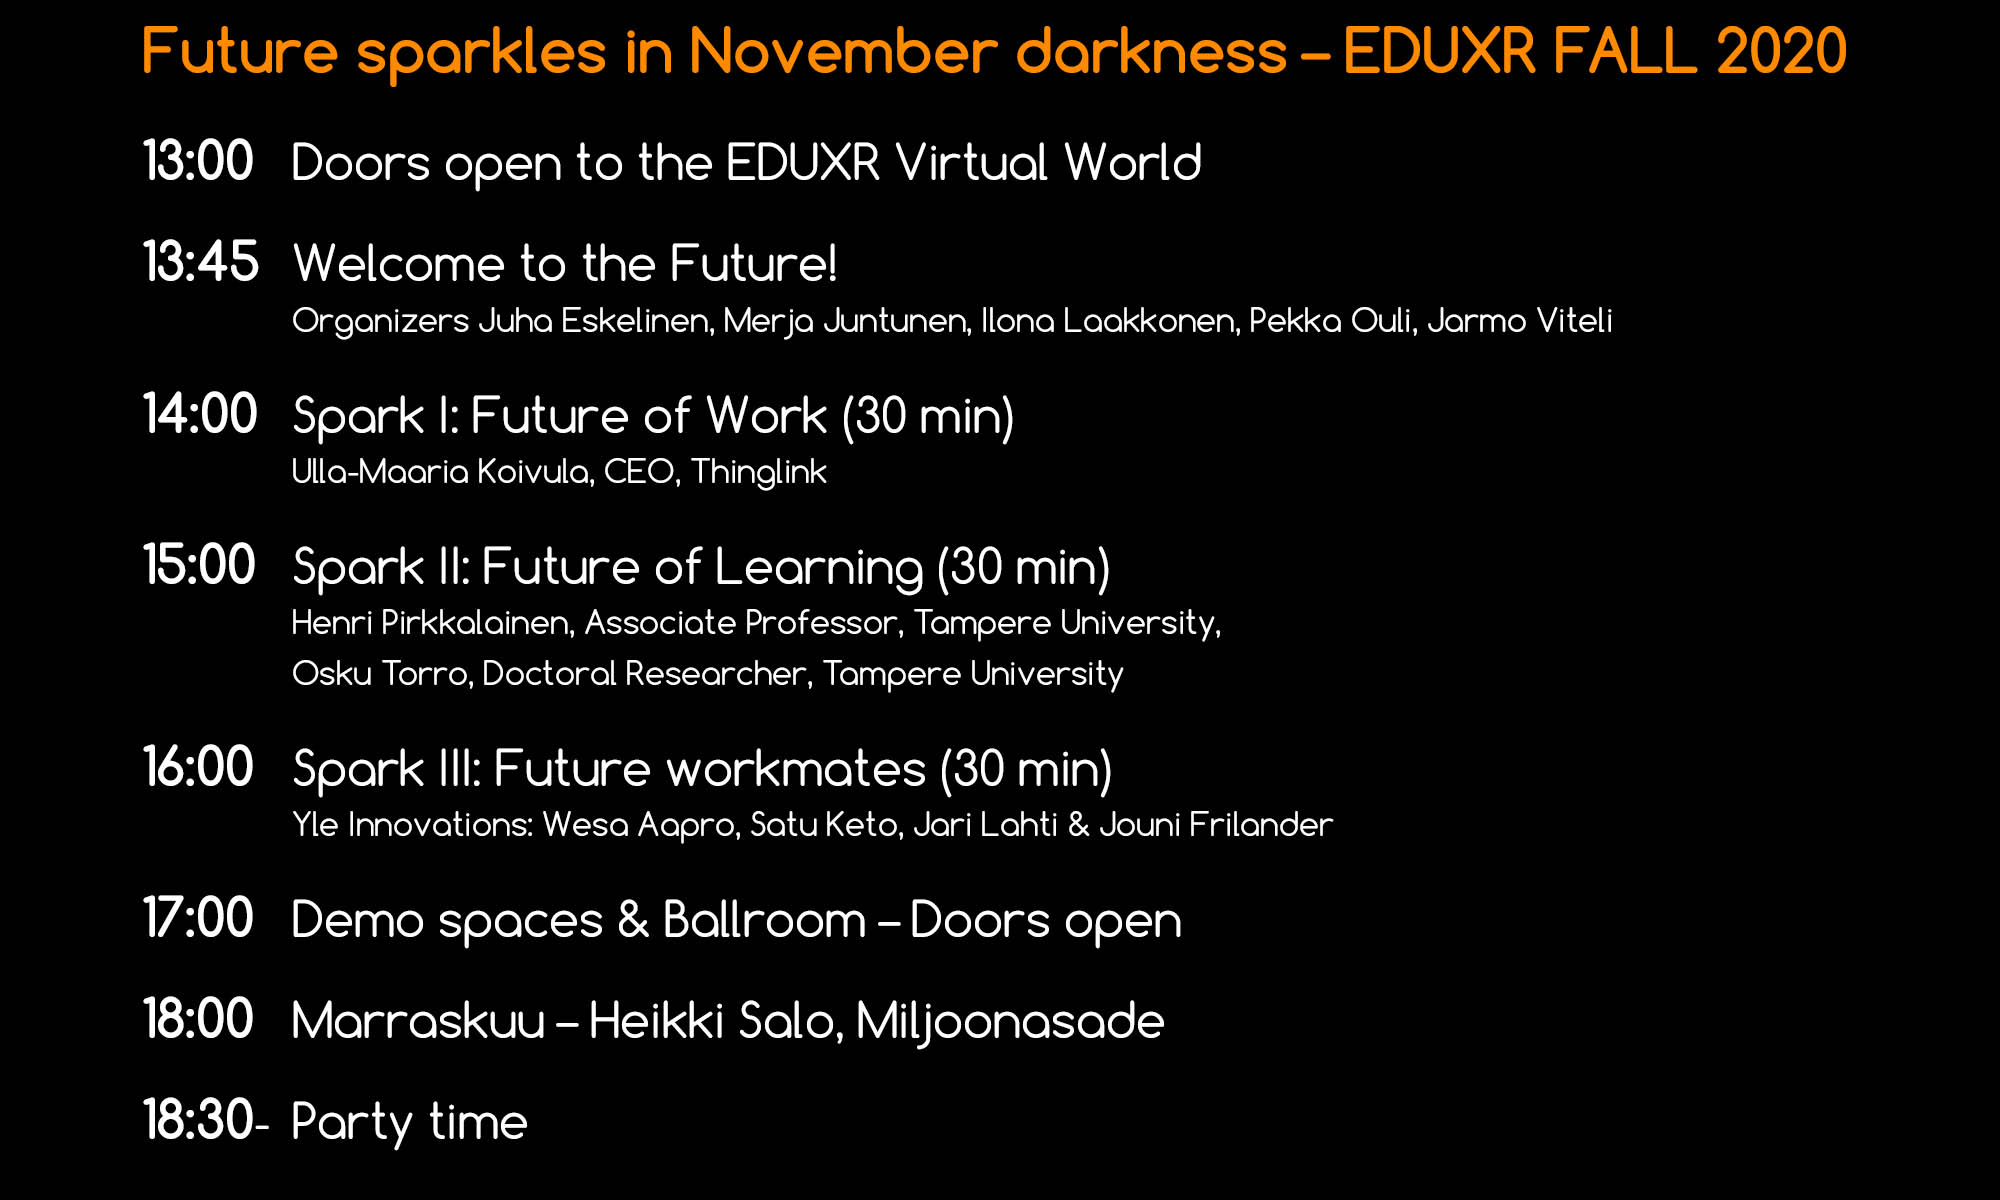 Future sparkles in November darkness – EDUXR FALL 2020
13:00 Doors open to the EDUXR Virtual World
13:45 Welcome to the Future!
Organizers Juha Eskelinen, Merja Juntunen, Ilona Laakkonen, Pekka Ouli, Jarmo Viteli
14:00 Spark I: Future of Work (30 min)
Ulla-Maaria Koivula, CEO, Thinglink
15:00 Spark II: Future of Learning (30 min)
Henri Pirkkalainen, Associate Professor, Tampere University,
Osku Torro, Doctoral Researcher, Tampere University
16:00 Spark III: Future workmates (30 min)
Yle Innovations: Wesa Aapro, Satu Keto, Jari Lahti & Jouni Frilander
17:00 Demo spaces & Ballroom – Doors open
18:00 Marraskuu – Heikki Salo, Miljoonasade
18:30- Party time